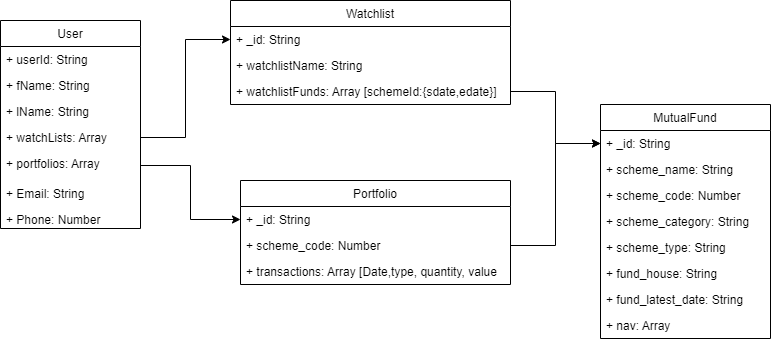 User
+ userId: String
+ fName: String
+ lName: String
+ watchLists: Array
+ portfolios: Array
+ Email: String
+ Phone: Number
Watchlist
+ _id: String
+ watchlistName: String
+ watchlistFunds: Array [schemeId:{sdate,edate}]
Portfolio
+ _id: String
+ scheme_code: Number
+ transactions: Array [Date,type, quantity, value
MutualFund
+ _id: String
+ scheme_name: String
+ scheme_code: Number
+ scheme_category: String
+ scheme_type: String
+ fund_house: String
+ fund_latest_date: String
+ nav: Array